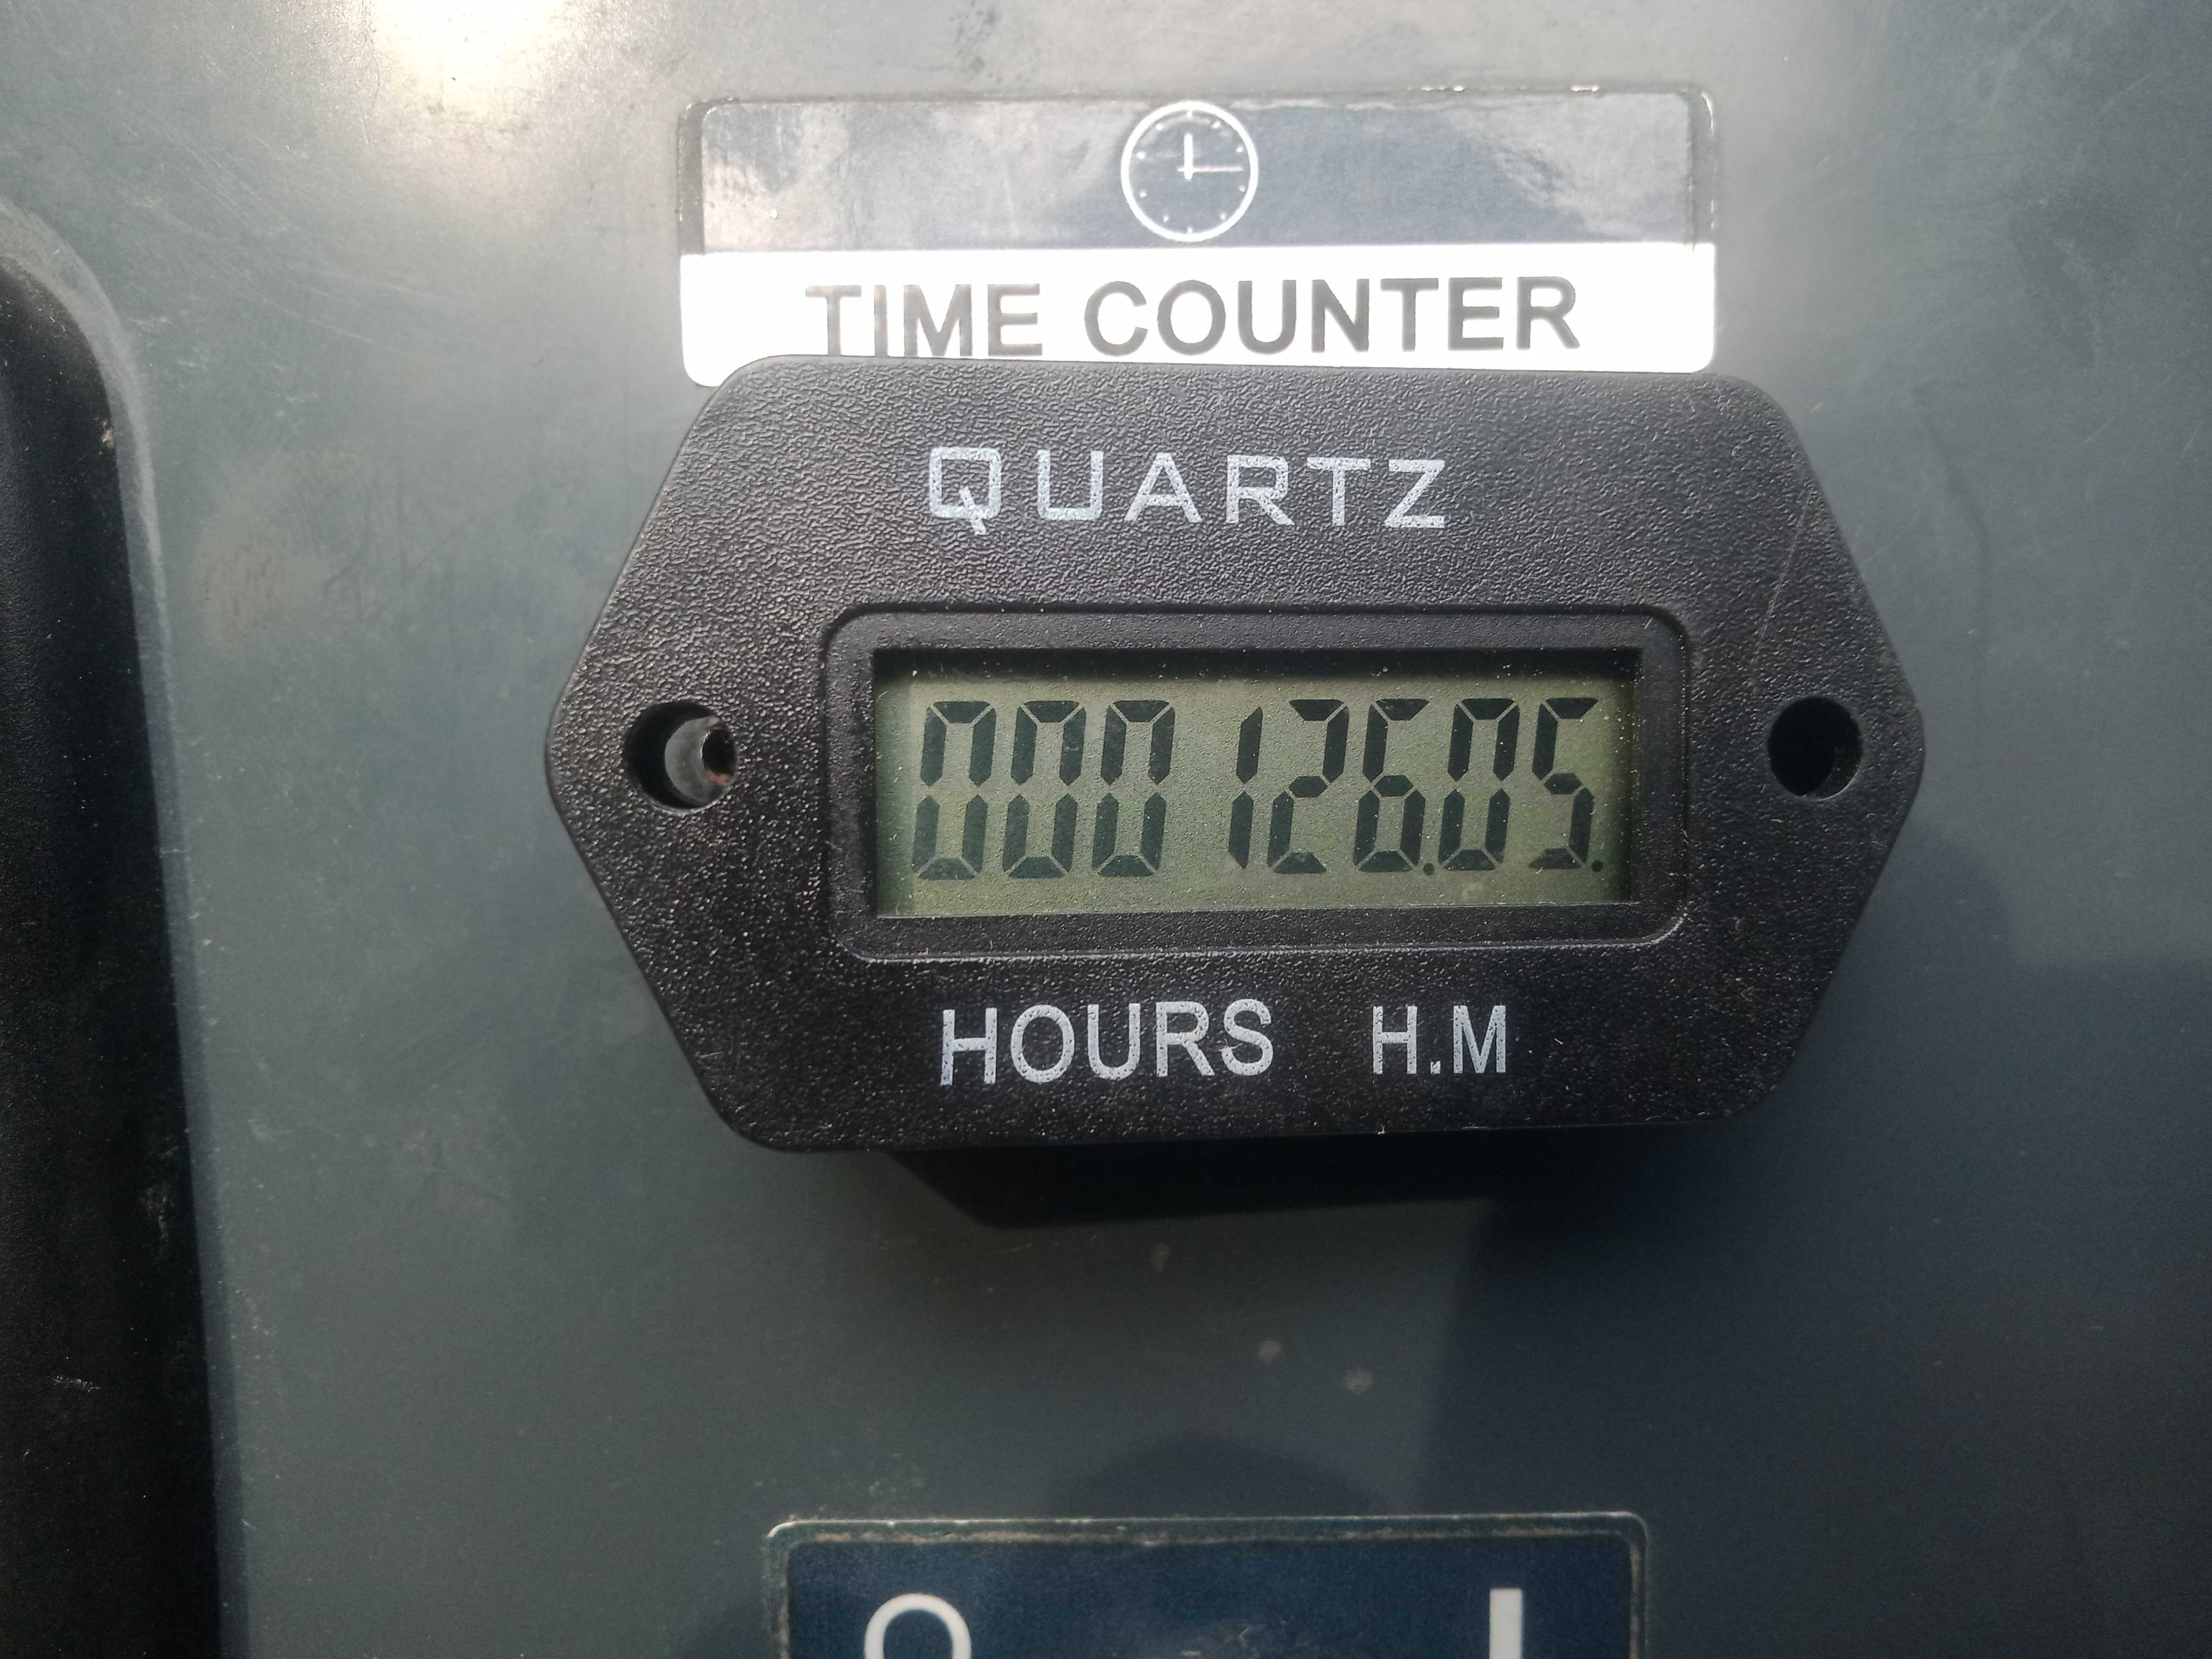 TIME COUNTER
QUARTZ
000126.05.
HOURS H.M